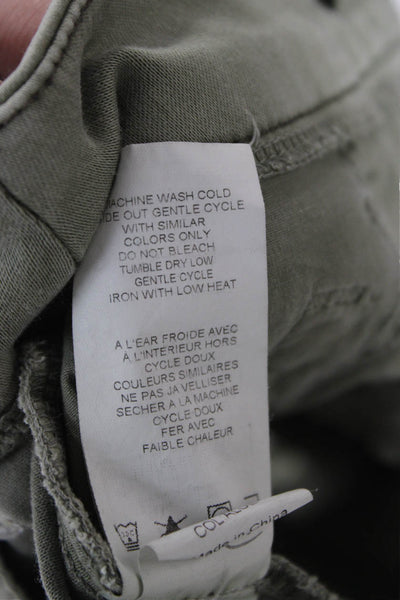 MACHINE WASH COLD
DE OUT GENTLE CYCLE
WITH SIMILAR
COLORS ONLY
DO NOT BLEACH
TUMBLE DRY LOW
GENTLE CYCLE
IRON WITH LOW HEAT
A L'EAR FROIDE AVEC
À L'INTERIEUR HORS
CYCLE DOUX
COULEURS SIMILAIRES
NE PAS JA VELLISER
SECHER A LA MACHINE
CYCLE DOUX
FER AVEC
FAIBLE CHALEUR
COL
Made in China